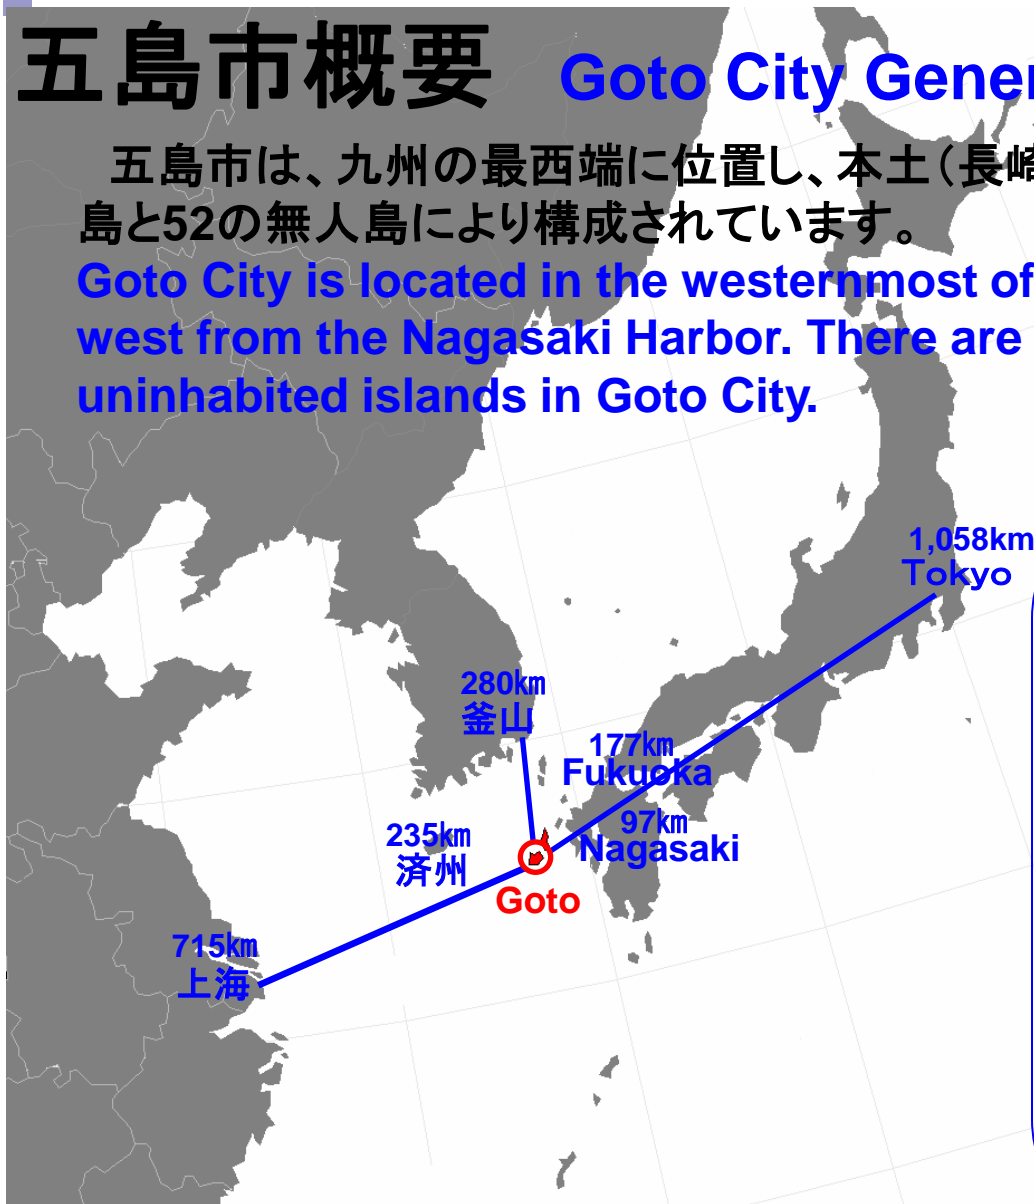 五島市概要 Goto City Gener
五島市は、九州の最西端に位置し、本土(長崎
島と52の無人島により構成されています。
Goto City is located in the westernmost of
west from the Nagasaki Harbor. There are
uninhabited islands in Goto City.
1,058km
Tokyo
280㎞
釜山
177㎞
Fukuoka
97㎞
Nagasaki
235㎞
済州
Goto
715㎞
上海